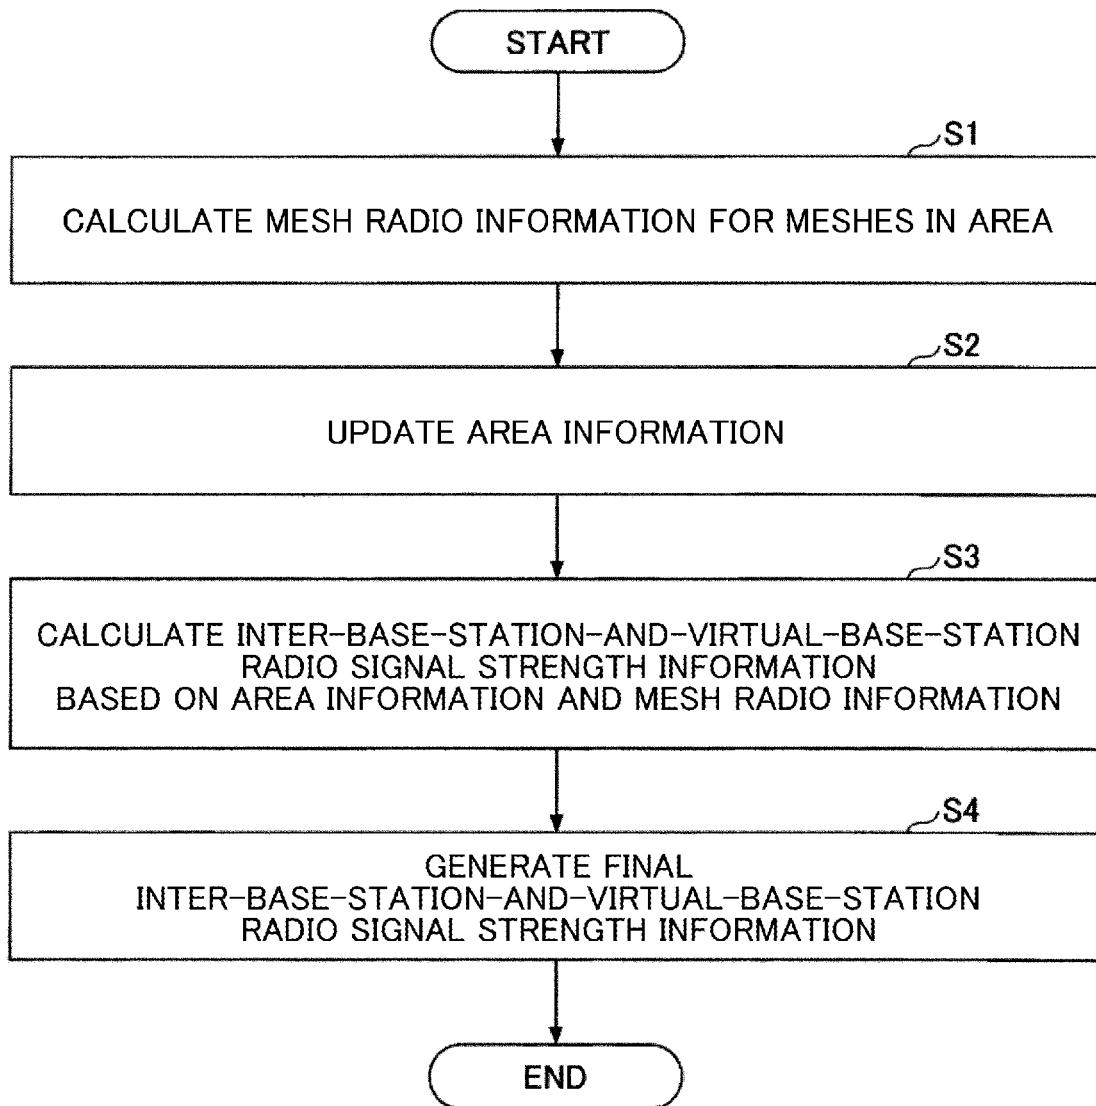 START
S1
CALCULATE MESH RADIO INFORMATION FOR MESHES IN AREA
S2
UPDATE AREA INFORMATION
S3
CALCULATE INTER-BASE-STATION-AND-VIRTUAL-BASE-STATION
RADIO SIGNAL STRENGTH INFORMATION
BASED ON AREA INFORMATION AND MESH RADIO INFORMATION
S4
GENERATE FINAL
INTER-BASE-STATION-AND-VIRTUAL-BASE-STATION
RADIO SIGNAL STRENGTH INFORMATION
END